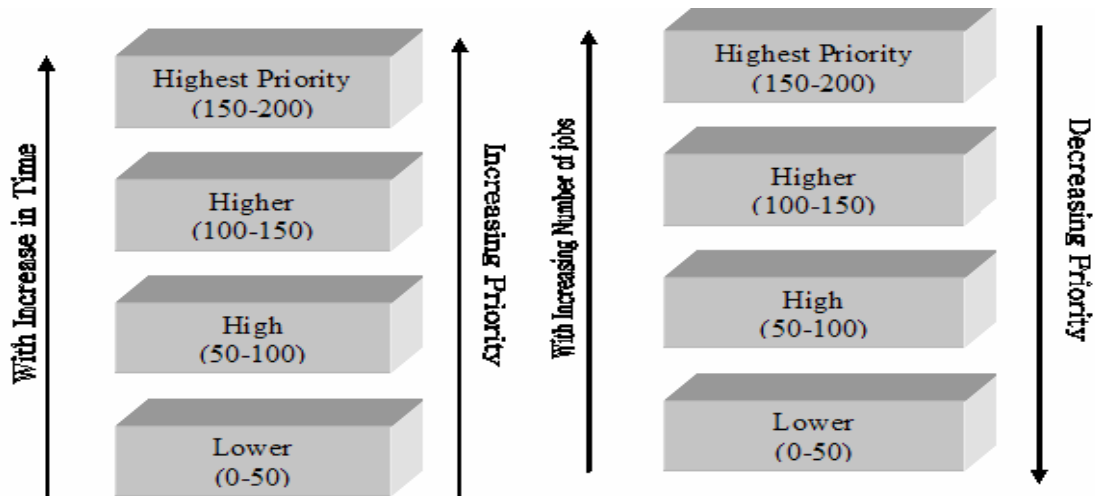 With Increase in Time
Highest Priority
(150-200)
Higher
(100-150)
High
(50-100)
Lower
(0-50)
Increasing Priority
With Increasing Number of jobs
Highest Priority
(150-200)
Higher
(100-150)
High
(50-100)
Lower
(0-50)
Decreasing Priority